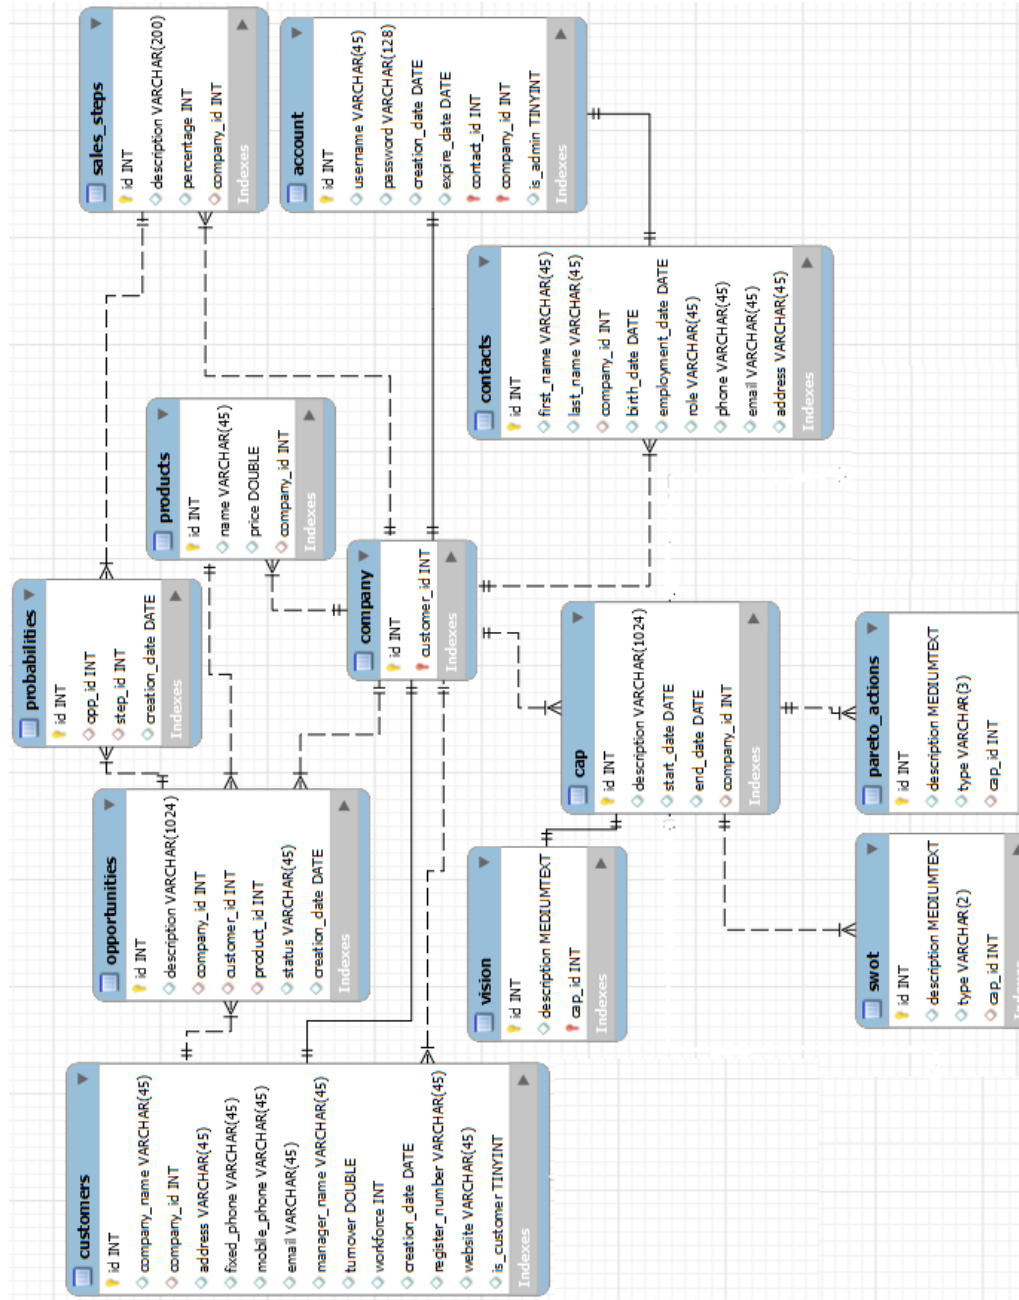 customers
id INT
company_name VARCHAR(45)
company_id INT
address VARCHAR(45)
fixed_phone VARCHAR(45)
mobile_phone VARCHAR(45)
email VARCHAR(45)
manager_name VARCHAR(45)
turnover DOUBLE
workforce INT
creation_date DATE
register_number VARCHAR(45)
website VARCHAR(45)
is_customer TINYINT
Indexes
opportunities
id INT
description VARCHAR(1024)
company_id INT
customer_id INT
product_id INT
status VARCHAR(45)
creation_date DATE
Indexes
probabilities
id INT
opp_id INT
step_id INT
creation_date DATE
Indexes
products
id INT
name VARCHAR(45)
price DOUBLE
company_id INT
Indexes
sales_steps
id INT
description VARCHAR(200)
percentage INT
company_id INT
Indexes
account
id INT
username VARCHAR(45)
password VARCHAR(128)
creation_date DATE
expire_date DATE
contact_id INT
company_id INT
is_admin TINYINT
Indexes
company
id INT
customer_id INT
Indexes
contacts
id INT
first_name VARCHAR(45)
last_name VARCHAR(45)
company_id INT
birth_date DATE
employment_date DATE
role VARCHAR(45)
phone VARCHAR(45)
email VARCHAR(45)
address VARCHAR(45)
Indexes
vision
id INT
description MEDIUMTEXT
cap_id INT
Indexes
cap
id INT
description VARCHAR(1024)
start_date DATE
end_date DATE
company_id INT
Indexes
swot
id INT
description MEDIUMTEXT
type VARCHAR(2)
cap_id INT
Indexes
pareto_actions
id INT
description MEDIUMTEXT
type VARCHAR(3)
cap_id INT